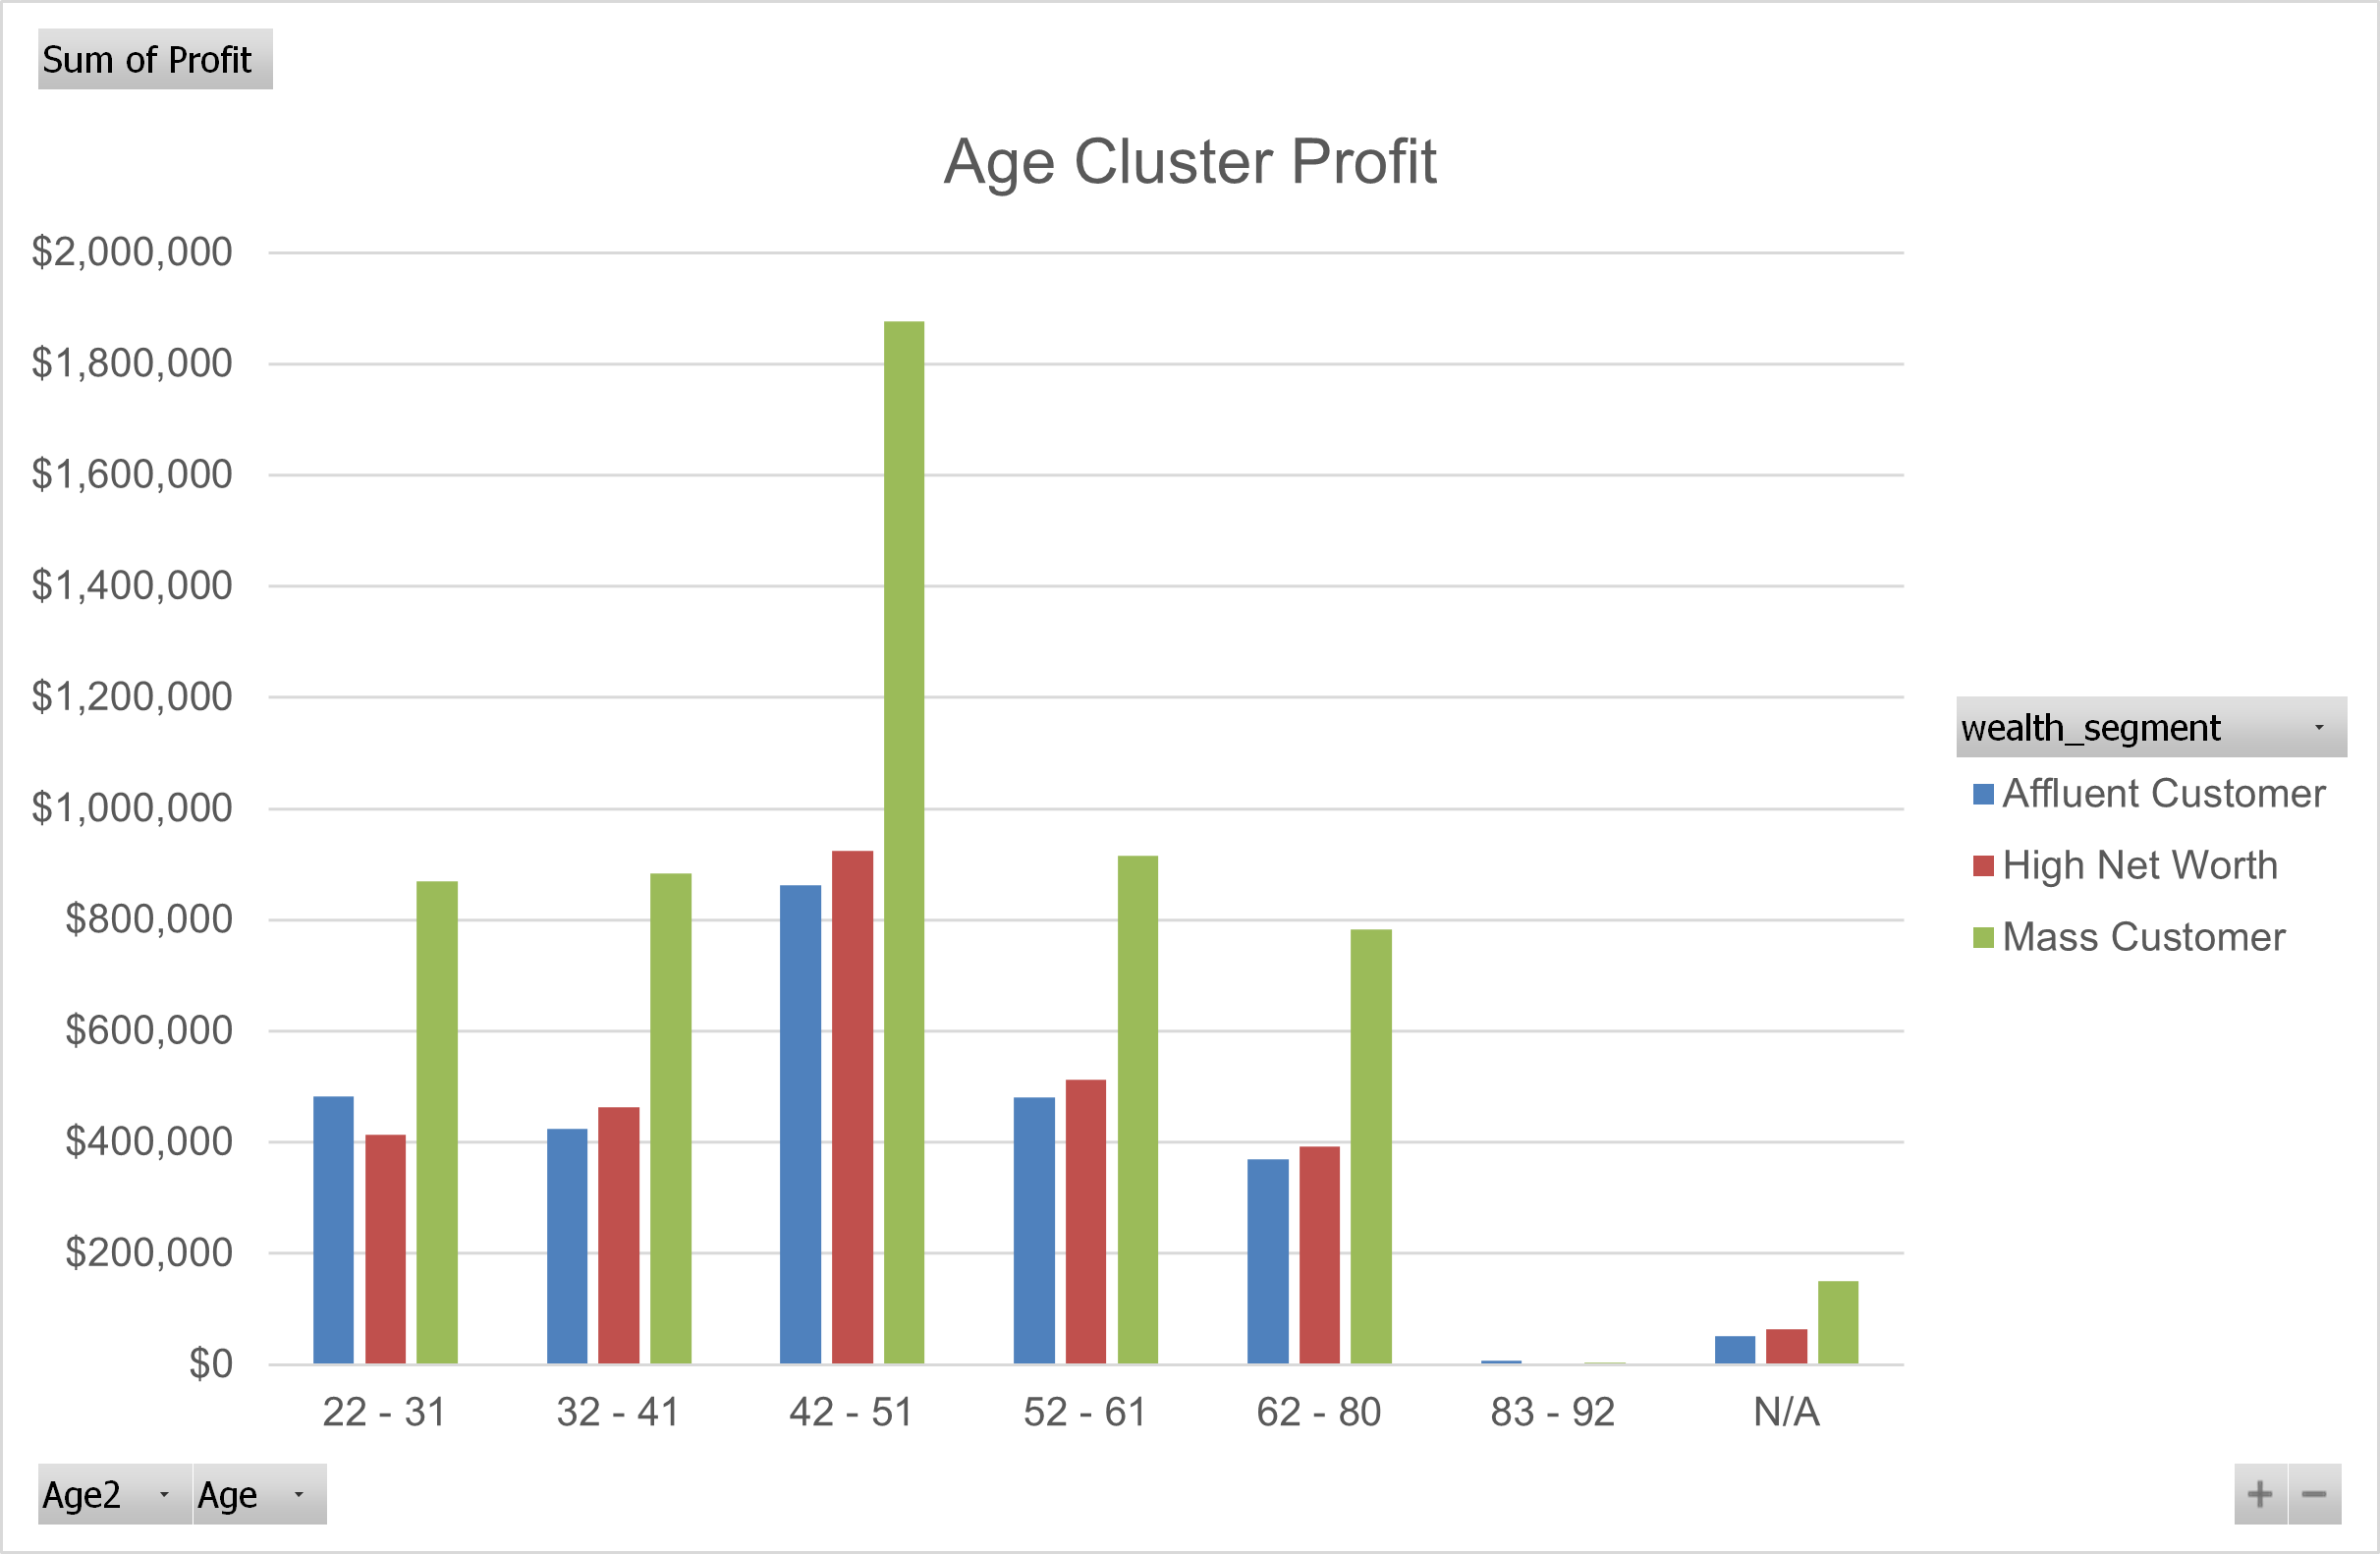 Sum of Profit
Age Cluster Profit
$2,000,000
$1,800,000
$1,600,000
$1,400,000
$1,200,000
$1,000,000
$800,000
$600,000
$400,000
$200,000
$0
22 - 31
32 - 41
42 - 51
52 - 61
62 - 80
83 - 92
N/A
wealth_segment
Affluent Customer
High Net Worth
Mass Customer
Age2
Age